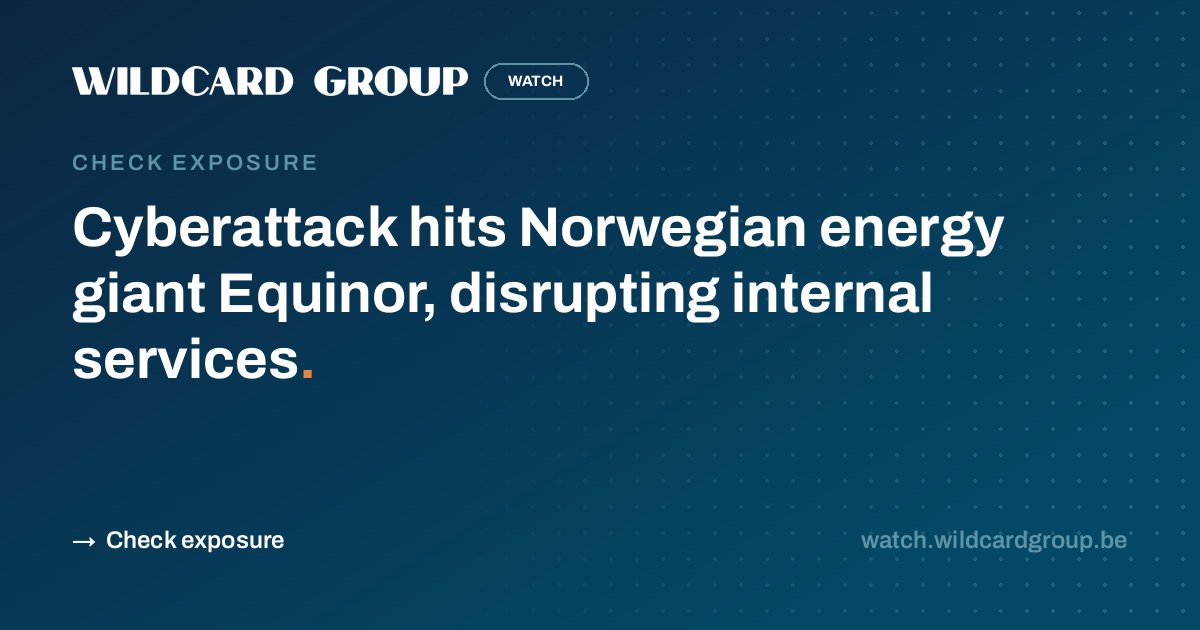 WILDCARD GROUP WATCH
CHECK EXPOSURE
Cyberattack hits Norwegian energy
giant Equinor, disrupting internal
services.
→ Check exposure
watch.wildcardgroup.be